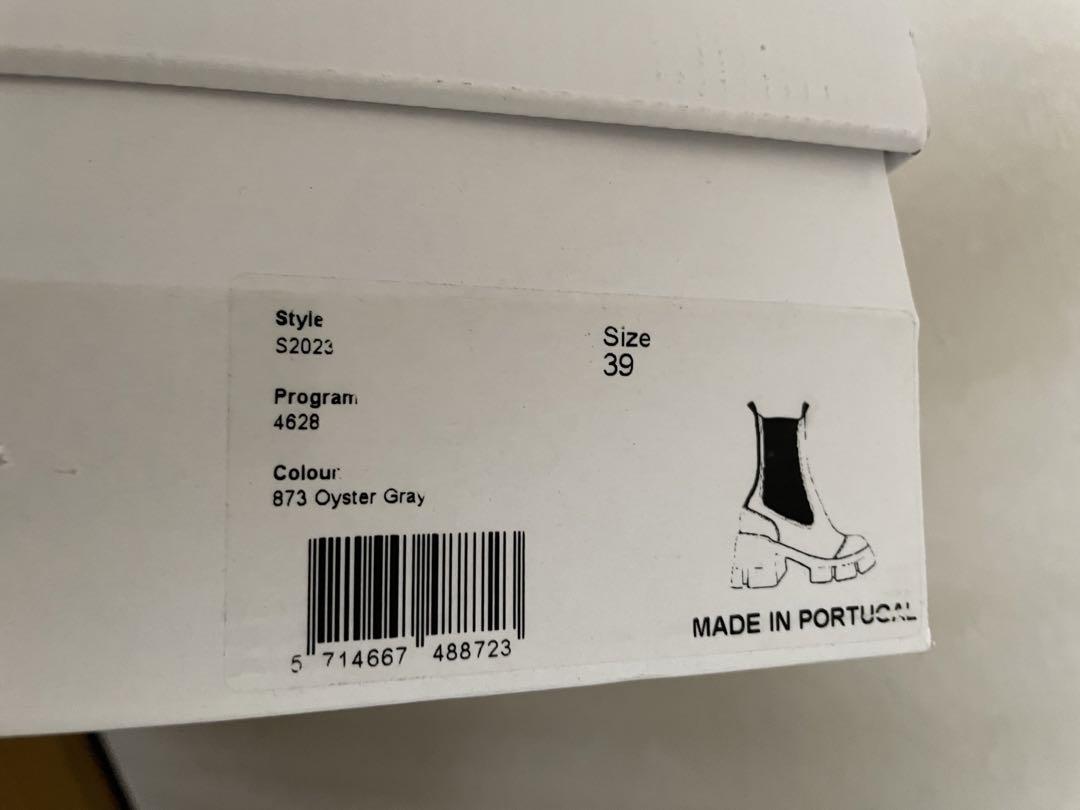 Style
S2023
Size
39
Program
4628
Colour
873 Oyster Gray
5 714667 488723
MADE IN PORTUGAL